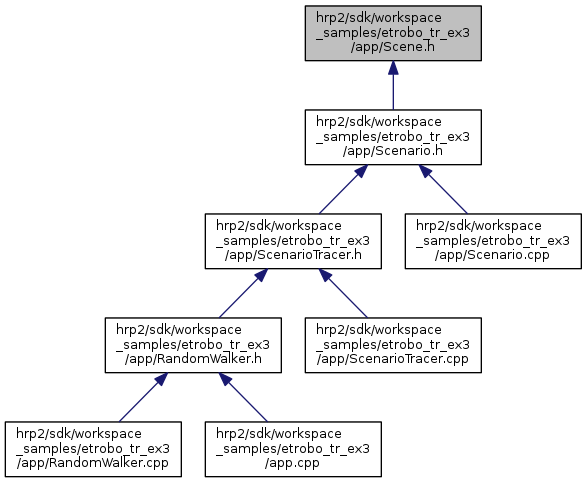 hrp2/sdk/workspace
_samples/etrobo_tr_ex3
/app/Scene.h
hrp2/sdk/workspace
_samples/etrobo_tr_ex3
/app/Scenario.h
hrp2/sdk/workspace
_samples/etrobo_tr_ex3
/app/ScenarioTracer.h
hrp2/sdk/workspace
_samples/etrobo_tr_ex3
/app/Scenario.cpp
hrp2/sdk/workspace
_samples/etrobo_tr_ex3
/app/RandomWalker.h
hrp2/sdk/workspace
_samples/etrobo_tr_ex3
/app/ScenarioTracer.cpp
hrp2/sdk/workspace
_samples/etrobo_tr_ex3
/app/RandomWalker.cpp
hrp2/sdk/workspace
_samples/etrobo_tr_ex3
/app.cpp